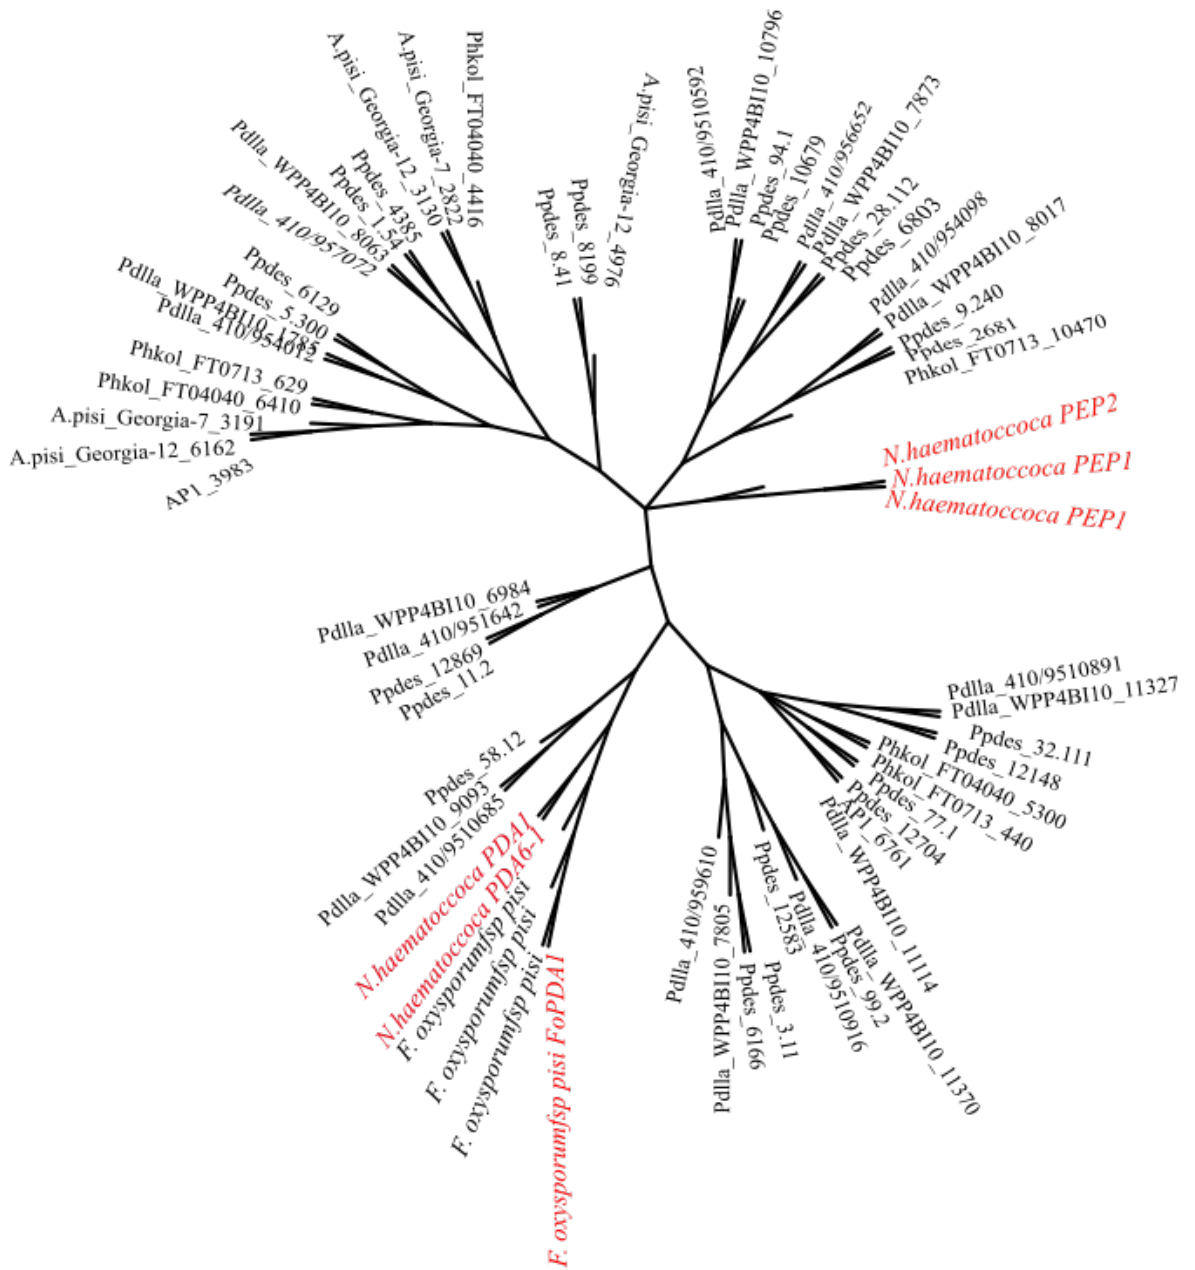 Phkol_FT04040_4416
A.pisi_Georgia-7_2822
A.pisi_Georgia-12_3130
Ppdes_4385
Ppdes_1.54
Pdlla_WPP4BI10_8063
Pdlla_410/957072
Ppdes_6129
Ppdes_5.300
Pdlla_WPP4BI10_1785
Pdlla_410/954012
Phkol_FT0713_629
Phkol_FT04040_6410
A.pisi_Georgia-7_3191
A.pisi_Georgia-12_6162
AP1_3983
Ppdes_8.41
Ppdes_8199
A.pisi_Georgia-12_4976
Pdlla_410/9510592
Pdlla_WPP4BI10_10796
Ppdes_94.1
Ppdes_10679
Pdlla_410/956652
Pdlla_WPP4BI10_7873
Ppdes_28.112
Ppdes_6803
Pdlla_410/954098
Pdlla_WPP4BI10_8017
Ppdes_9.240
Ppdes_2681
Phkol_FT0713_10470
N.haematoccoca PEP2
N.haematoccoca PEP1
N.haematoccoca PEP1
Pdlla_410/9510891
Pdlla_WPP4BI10_11327
Ppdes_32.111
Ppdes_12148
Phkol_FT04040_5300
Phkol_FT0713_440
Ppdes_77.1
Ppdes_12704
AP1_6761
Pdlla_WPP4BI10_11114
Pdlla_WPP4BI10_11370
Ppdes_99.2
Pdlla_410/9510916
Ppdes_12583
Ppdes_3.11
Ppdes_6166
Pdlla_WPP4BI10_7805
Pdlla_410/959610
F. oxysporumfsp pisi FoPDA1
F. oxysporumfsp pisi
F. oxysporumfsp pisi
F. oxysporumfsp pisi
N.haematoccoca PDA6-1
N.haematoccoca PDA1
Pdlla_410/9510685
Pdlla_WPP4BI10_9093
Ppdes_58.12
Ppdes_11.2
Ppdes_12869
Pdlla_410/951642
Pdlla_WPP4BI10_6984